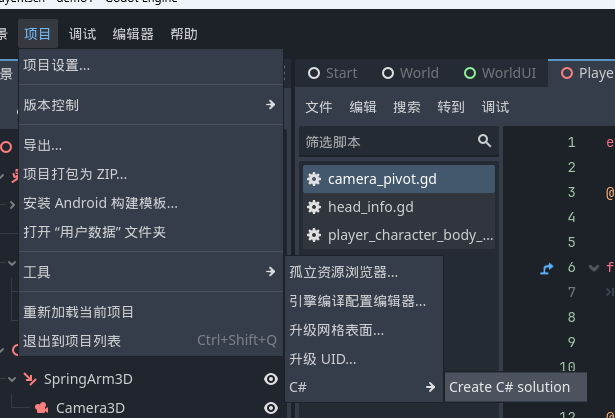 项目 调试 编辑器 帮助
项目设置...
版本控制
导出...
项目打包为 ZIP...
安装 Android 构建模板...
打开 “用户数据” 文件夹
工具
重新加载当前项目
退出到项目列表 Ctrl+Shift+Q
孤立资源浏览器...
引擎编译配置编辑器...
升级网格表面...
升级 UID...
C#
Create C# solution
SpringArm3D
Camera3D
Start World WorldUI Playe
文件 编辑 搜索 转到 调试
筛选脚本
camera_pivot.gd
head_info.gd
player_character_body_...
1 e
2
3 @
4
5
6 f
7
8
9
10